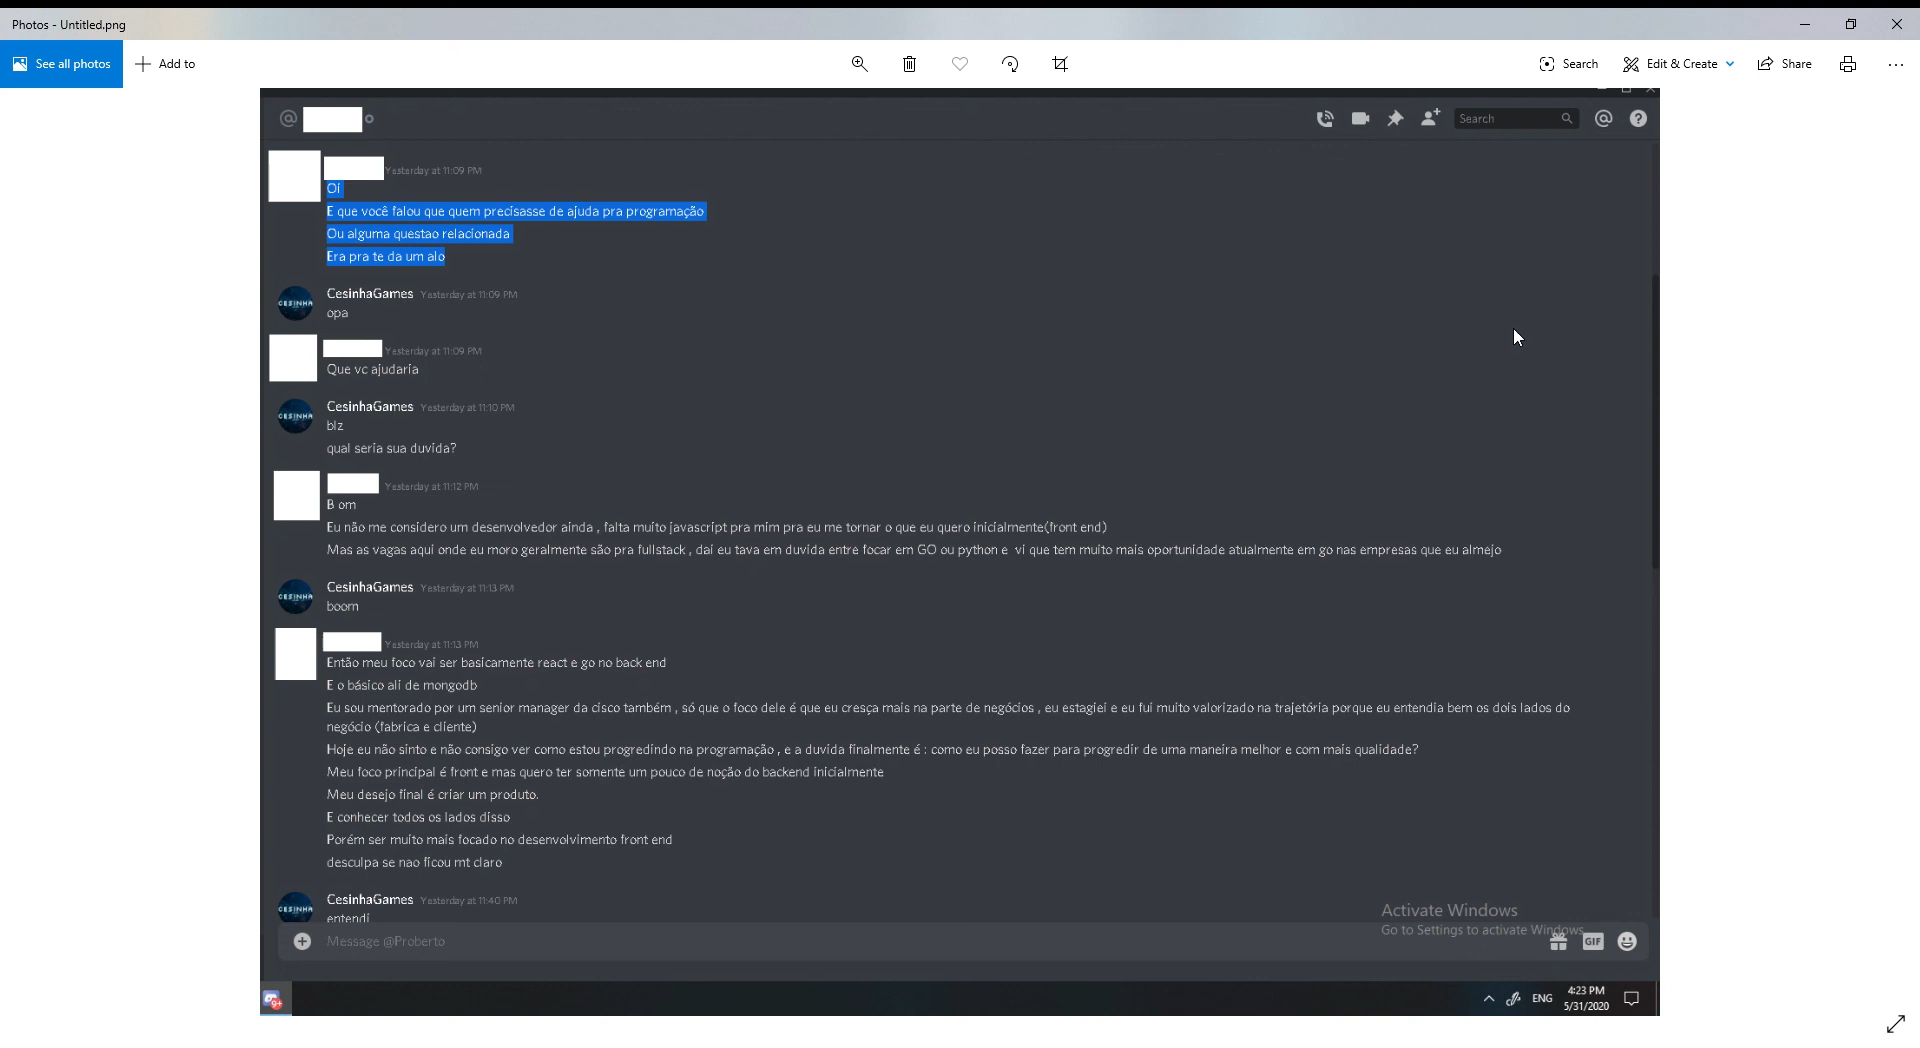 Photos - Untitled.png
See all photos
Add to
Search
Edit & Create
Share
Search
Yesterday at 11:09 PM
Oi
E que você falou que quem precisasse de ajuda pra programação
Ou alguma questao relacionada
Era pra te da um alo
CesinhaGames Yesterday at 11:09 PM
CESINHA
opa
Yesterday at 11:09 PM
Que vc ajudaria
CesinhaGames Yesterday at 11:10 PM
CESINHA
blz
qual seria sua duvida?
Yesterday at 11:12 PM
B om
Eu não me considero um desenvolvedor ainda , falta muito javascript pra mim pra eu me tornar o que eu quero inicialmente(front end)
Mas as vagas aqui onde eu moro geralmente são pra fullstack , dai eu tava em duvida entre focar em GO ou python e vi que tem muito mais oportunidade atualmente em go nas empresas que eu almejo
CesinhaGames Yesterday at 11:13 PM
CESINHA
boom
Yesterday at 11:13 PM
Então meu foco vai ser basicamente react e go no back end
E o básico ali de mongodb
Eu sou mentorado por um senior manager da cisco também , só que o foco dele é que eu cresça mais na parte de negócios , eu estagiei e eu fui muito valorizado na trajetória porque eu entendia bem os dois lados do
negócio (fabrica e cliente)
Hoje eu não sinto e não consigo ver como estou progredindo na programação , e a duvida finalmente é : como eu posso fazer para progredir de uma maneira melhor e com mais qualidade?
Meu foco principal é front e mas quero ter somente um pouco de noção do backend inicialmente
Meu desejo final é criar um produto.
E conhecer todos os lados disso
Porém ser muito mais focado no desenvolvimento front end
desculpa se nao ficou mt claro
CesinhaGames Yesterday at 11:40 PM
CESINHA
entendi
Activate Windows
Go to Settings to activate Windows.
Message @Proberto
GIF
9+
ENG
4:23 PM
5/31/2020